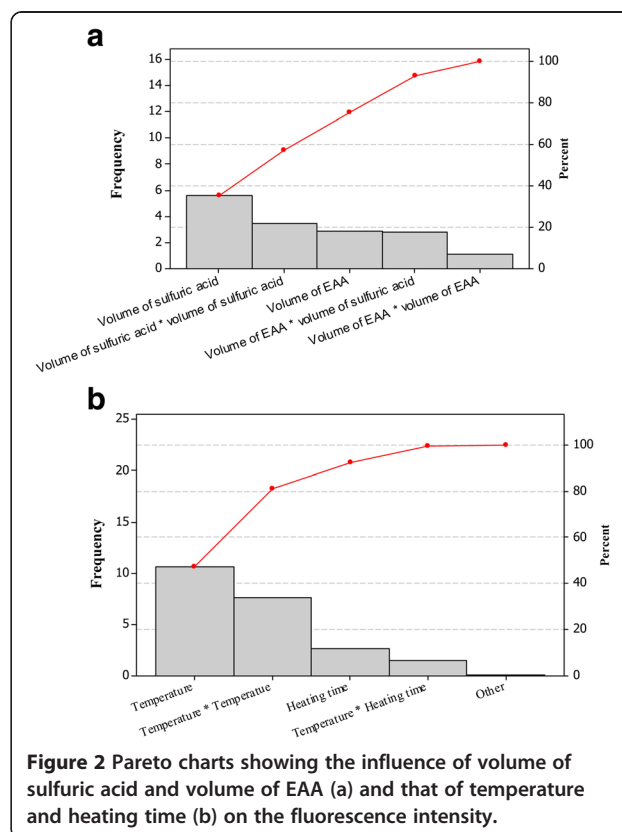 a
16
14
12
10
8
6
4
2
0
Frequency
100
80
60
40
20
0
Percent
Volume of sulfuric acid
Volume of sulfuric acid * volume of sulfuric acid
Volume of EAA
Volume of EAA * volume of sulfuric acid
Volume of EAA * volume of EAA
b
25
20
15
10
5
0
Frequency
100
80
60
40
20
0
Percent
Temperature
Temperature * Temperatue
Heating time
Temperature * Heating time
Other
Figure 2 Pareto charts showing the influence of volume of
sulfuric acid and volume of EAA (a) and that of temperature
and heating time (b) on the fluorescence intensity.